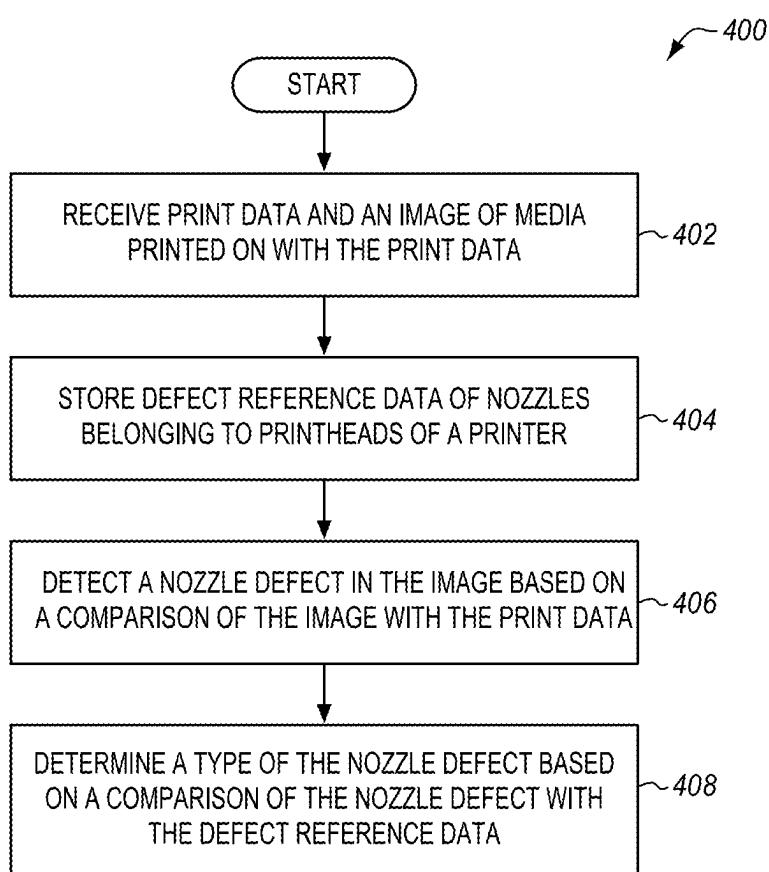 400
START
RECEIVE PRINT DATA AND AN IMAGE OF MEDIA
PRINTED ON WITH THE PRINT DATA
402
STORE DEFECT REFERENCE DATA OF NOZZLES
BELONGING TO PRINTHEADS OF A PRINTER
404
DETECT A NOZZLE DEFECT IN THE IMAGE BASED ON
A COMPARISON OF THE IMAGE WITH THE PRINT DATA
406
DETERMINE A TYPE OF THE NOZZLE DEFECT BASED
ON A COMPARISON OF THE NOZZLE DEFECT WITH
THE DEFECT REFERENCE DATA
408